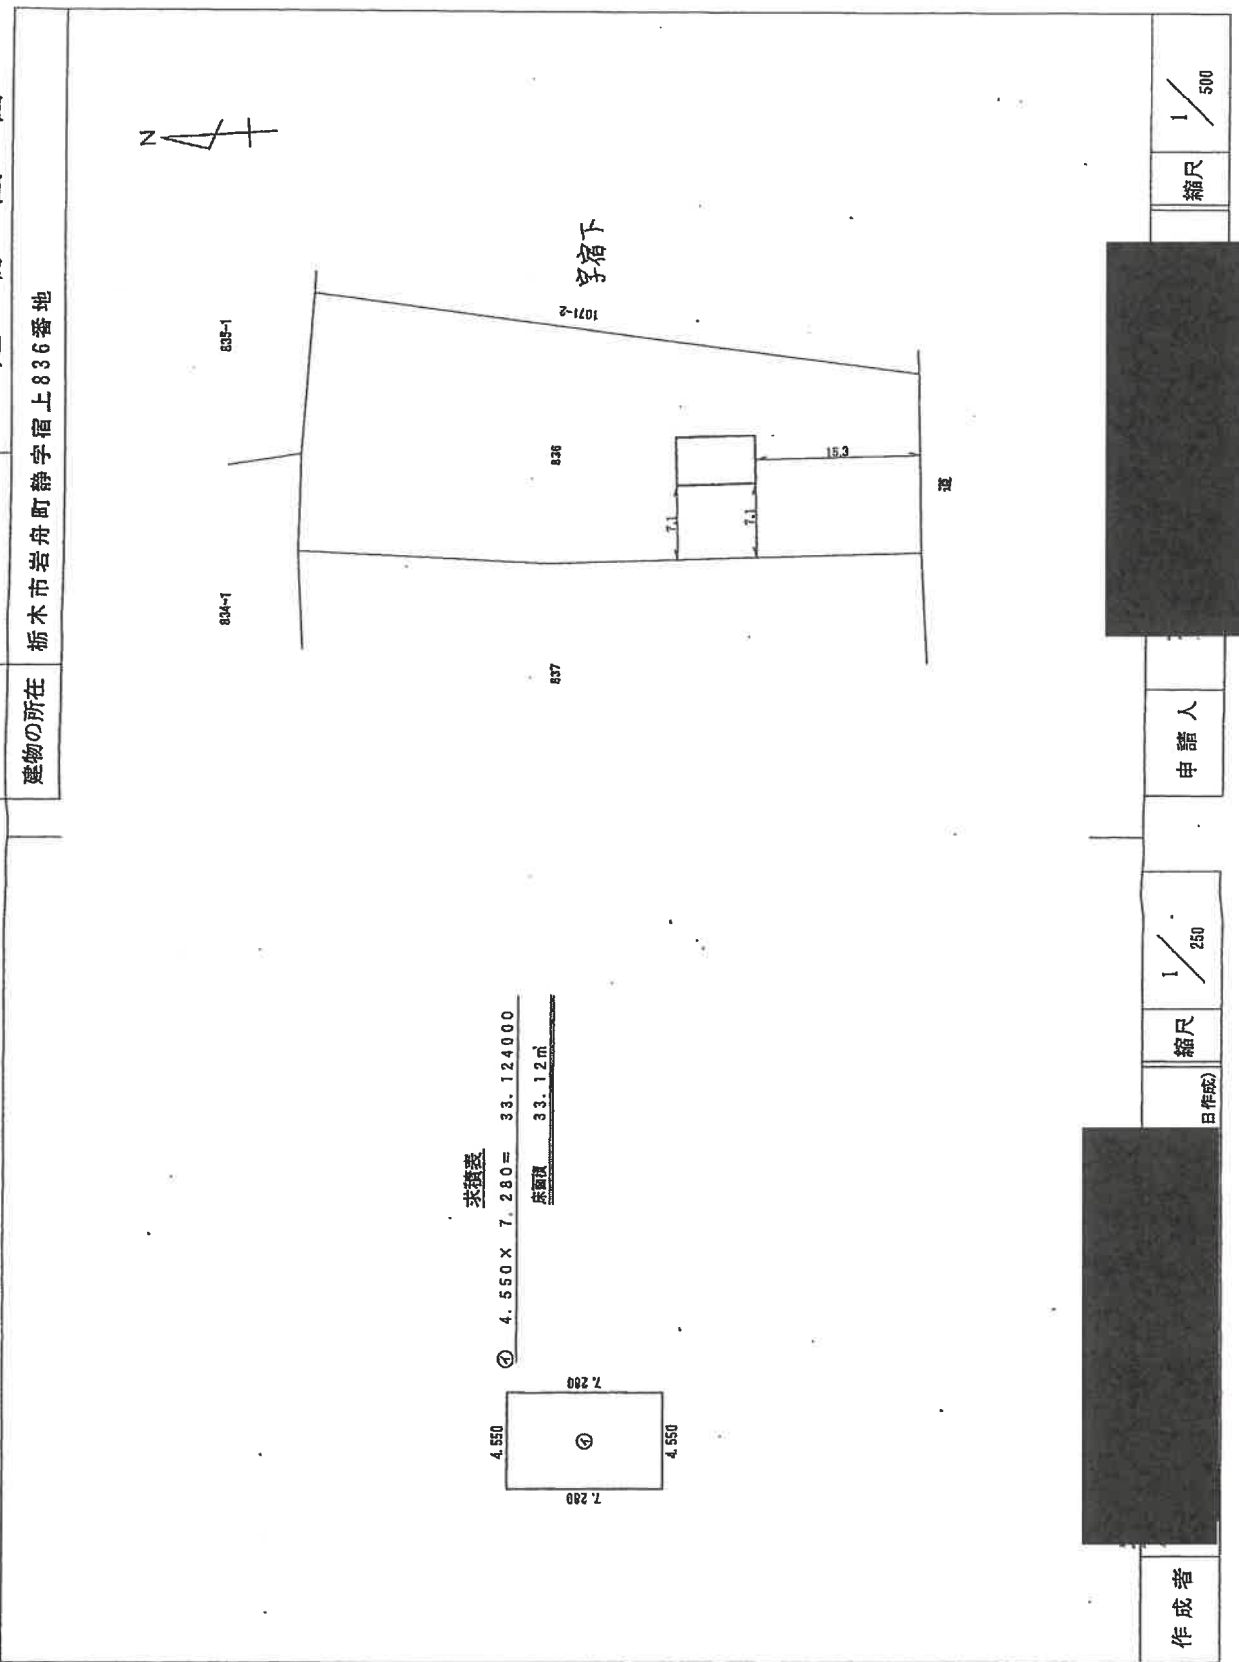 建物の所在 栃木市岩舟町静字宿上836番地
N
834-1
835-1
837
836
1071-2
字宿下
7.1
7.1
15.3
道
求積表
㋑ 4.550×7.280= 33.124000
床面積 33.12㎡
4.550
7.280
㋑
7.280
4.550
作成者
日作成)
縮尺
1/250
申請人
縮尺
1/500